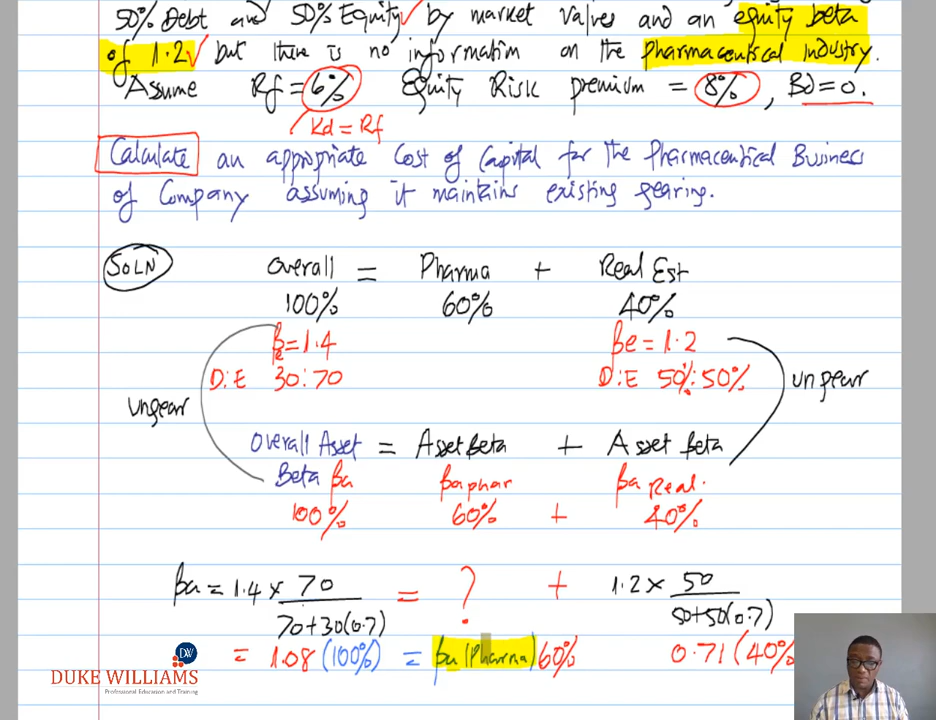 50% Debt and 50% Equity ✓ by market values and an equity beta
of 1.2 ✓ but there is no information on the pharmaceutical Industry.
Assume Rf = 6% Equity Risk premium = 8%, Bd = 0.
Kd = Rf
Calculate an appropriate Cost of Capital for the Pharmaceutical Business
of Company assuming it maintains existing gearing.
SOLN Overall = Pharma + Real Est
100% 60% 40%
βe = 1.4 βe = 1.2
D:E 30:70 D:E 50%:50%
Ungear ungear
Overall Asset = Asset Beta + Asset Beta
Beta βa βa phar βa Real.
100% 60% + 40%
βa = 1.4 × 70 = ? + 1.2 × 50
70+30(0.7) 50+50(0.7)
= 1.08 (100%) = βa (Pharma) 60% 0.71 (40%
DW
DUKE WILLIAMS
Professional Education and Training